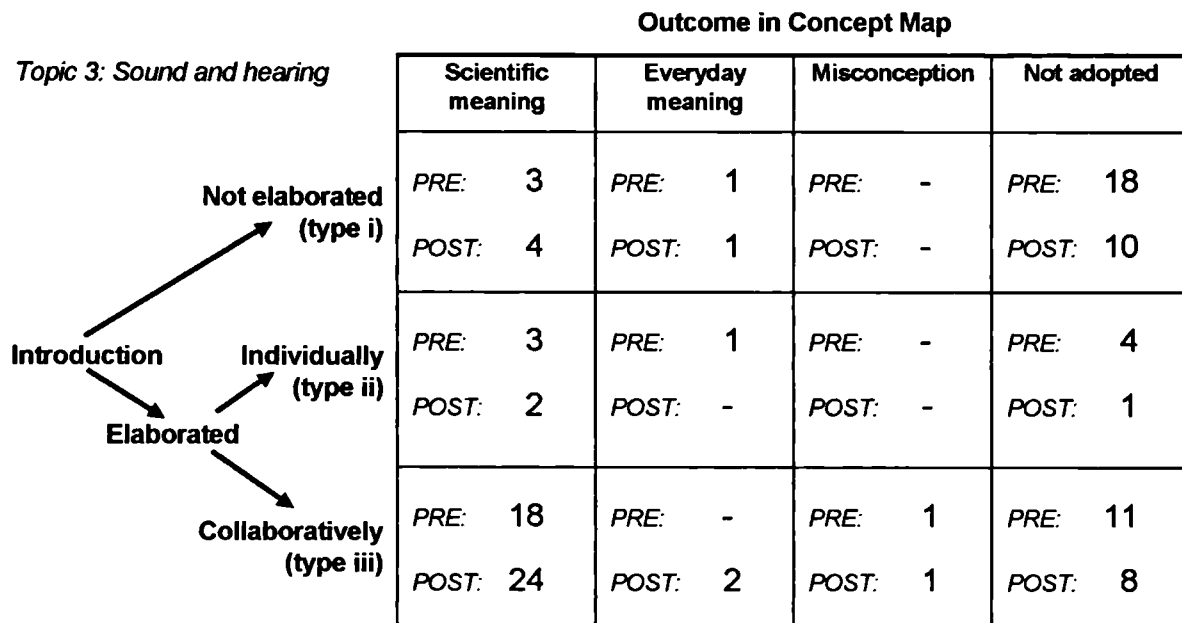 Outcome in Concept Map
Topic 3: Sound and hearing
Scientific meaning
Everyday meaning
Misconception
Not adopted
Not elaborated
(type i)
PRE: 3
PRE: 1
PRE: -
PRE: 18
POST: 4
POST: 1
POST: -
POST: 10
Introduction
Individually
(type ii)
PRE: 3
PRE: 1
PRE: -
PRE: 4
POST: 2
POST: -
POST: -
POST: 1
Elaborated
Collaboratively
(type iii)
PRE: 18
PRE: -
PRE: 1
PRE: 11
POST: 24
POST: 2
POST: 1
POST: 8